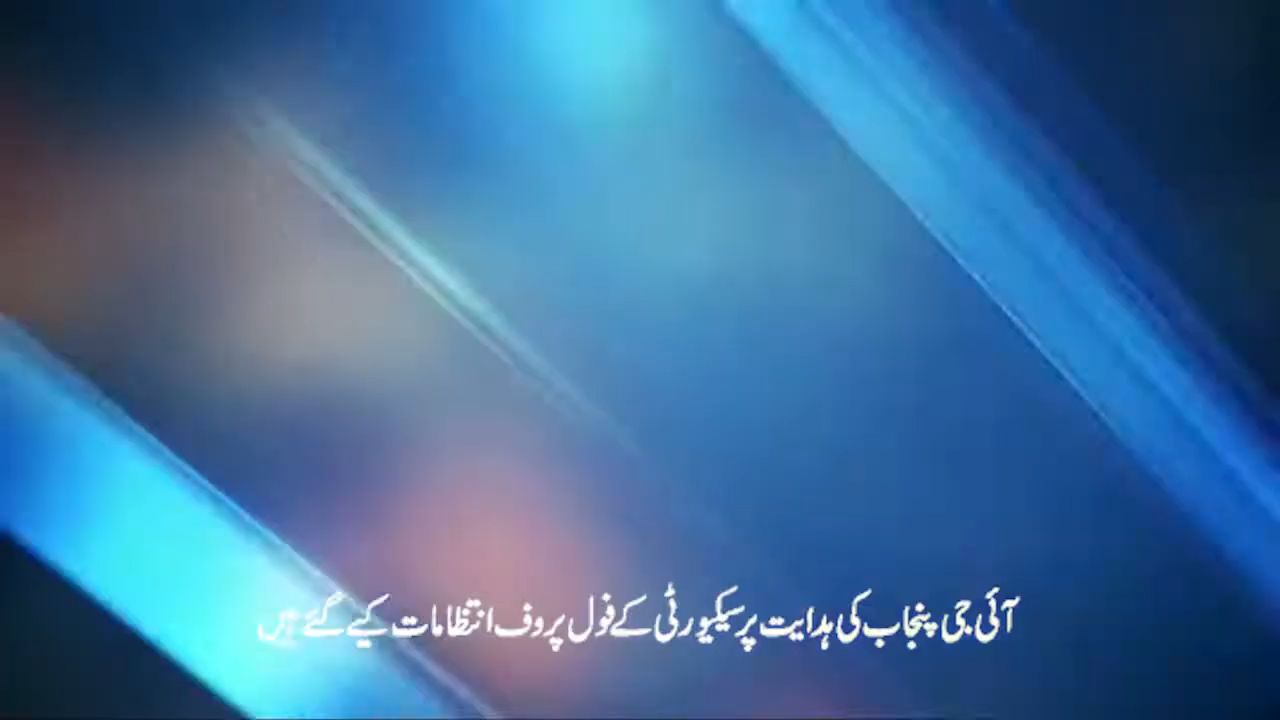 آئی جی پنجاب کی ہدایت پر سیکیورٹی کے فول پروف انتظامات کیے گئے ہیں